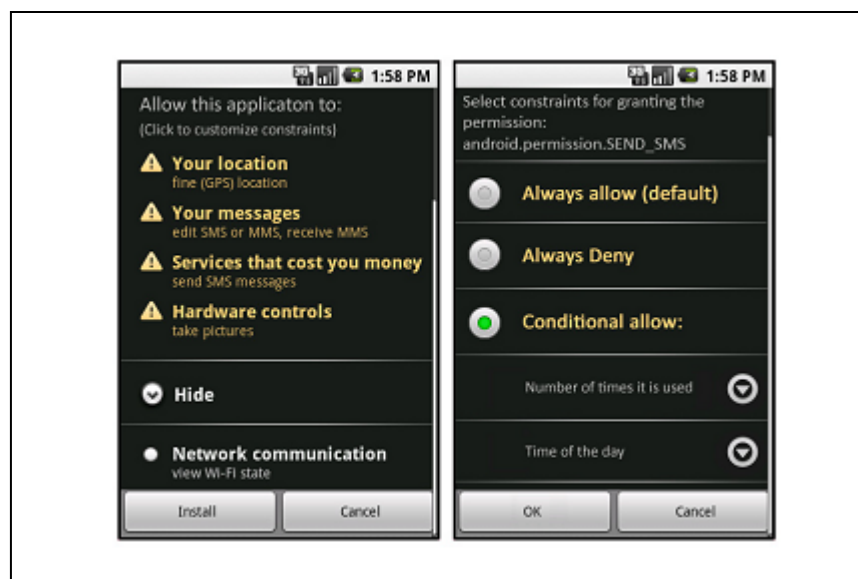 1:58 PM
Allow this applicaton to:
(Click to customize constraints)
Your location
fine (GPS) location
Your messages
edit SMS or MMS, receive MMS
Services that cost you money
send SMS messages
Hardware controls
take pictures
Hide
Network communication
view Wi-Fi state
Install
Cancel
1:58 PM
Select constraints for granting the
permission:
android.permission.SEND_SMS
Always allow (default)
Always Deny
Conditional allow:
Number of times it is used
Time of the day
OK
Cancel